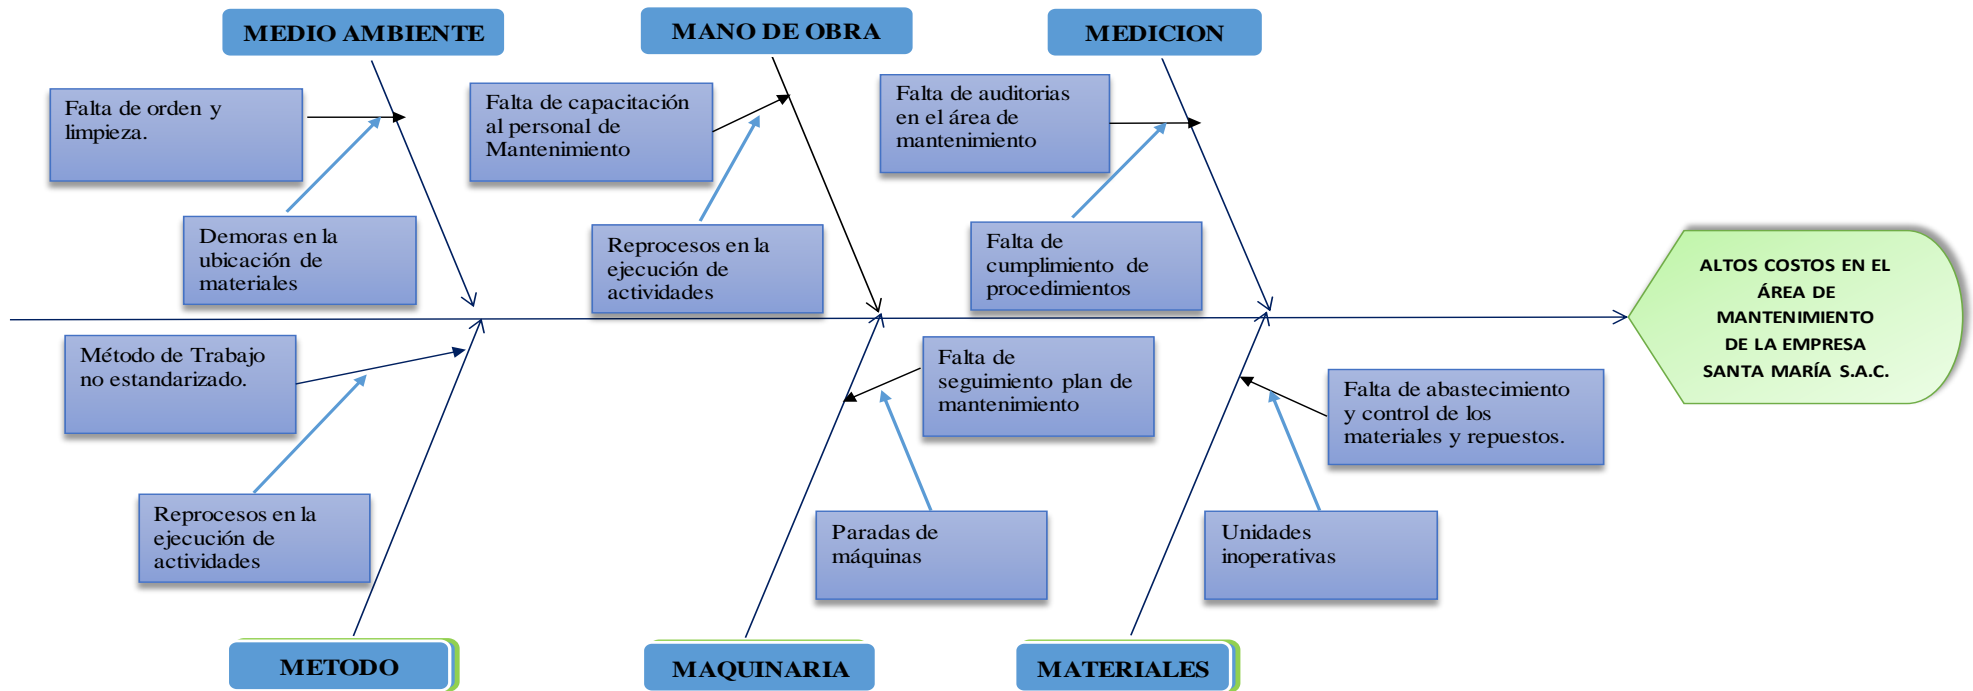 MEDIO AMBIENTE
MANO DE OBRA
MEDICION
Falta de orden y
limpieza.
Falta de capacitación
al personal de
Mantenimiento
Falta de auditorias
en el área de
mantenimiento
Demoras en la
ubicación de
materiales
Reprocesos en la
ejecución de
actividades
Falta de
cumplimiento de
procedimientos
ALTOS COSTOS EN EL
ÁREA DE
MANTENIMIENTO
DE LA EMPRESA
SANTA MARÍA S.A.C.
Método de Trabajo
no estandarizado.
Falta de
seguimiento plan de
mantenimiento
Falta de abastecimiento
y control de los
materiales y repuestos.
Reprocesos en la
ejecución de
actividades
Paradas de
máquinas
Unidades
inoperativas
METODO
MAQUINARIA
MATERIALES